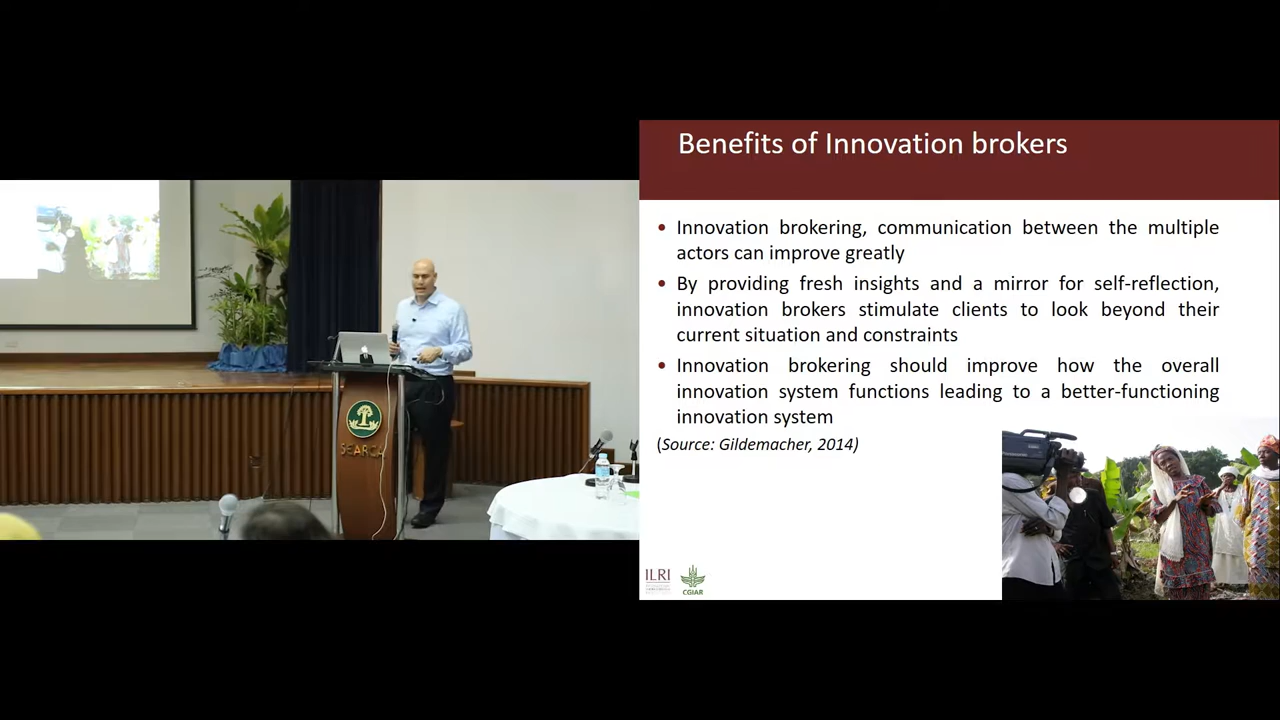 SEARCA
Benefits of Innovation brokers
• Innovation brokering, communication between the multiple
actors can improve greatly
• By providing fresh insights and a mirror for self-reflection,
innovation brokers stimulate clients to look beyond their
current situation and constraints
• Innovation brokering should improve how the overall
innovation system functions leading to a better-functioning
innovation system
(Source: Gildemacher, 2014)
ILRI
CGIAR